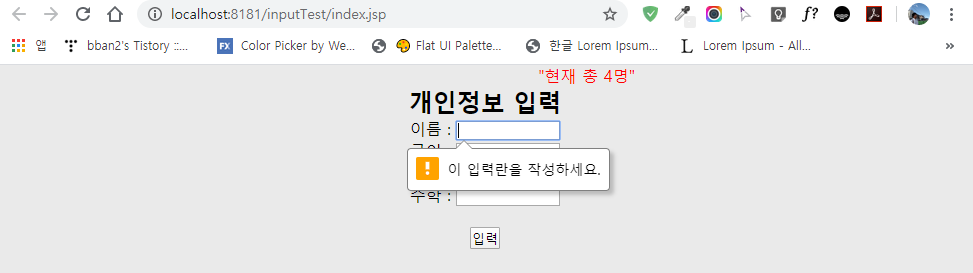 localhost:8181/inputTest/index.jsp
f?
앱
bban2's Tistory ::...
FX
Color Picker by We...
Flat UI Palette...
한글 Lorem Ipsum...
L
Lorem Ipsum - All...
»
"현재 총 4명"
개인정보 입력
이름 :
이 입력란을 작성하세요.
수학 :
입력